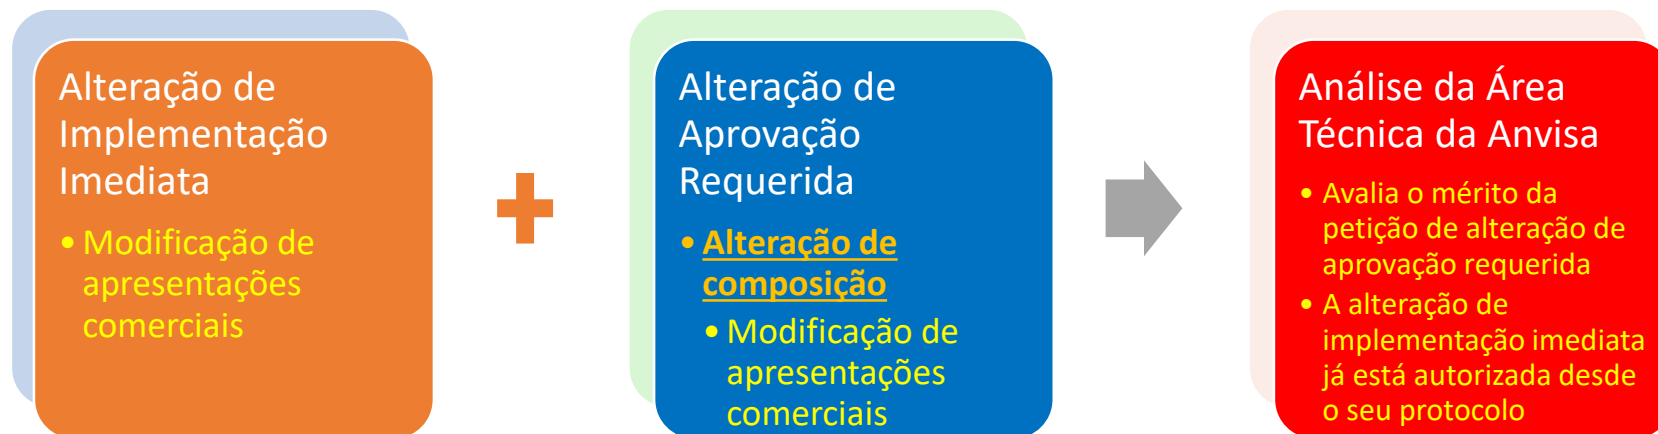 Alteração de
Implementação
Imediata
• Modificação de
apresentações
comerciais
Alteração de
Aprovação
Requerida
• Alteração de
composição
• Modificação de
apresentações
comerciais
Análise da Área
Técnica da Anvisa
• Avalia o mérito da
petição de alteração de
aprovação requerida
• A alteração de
implementação imediata
já está autorizada desde
o seu protocolo